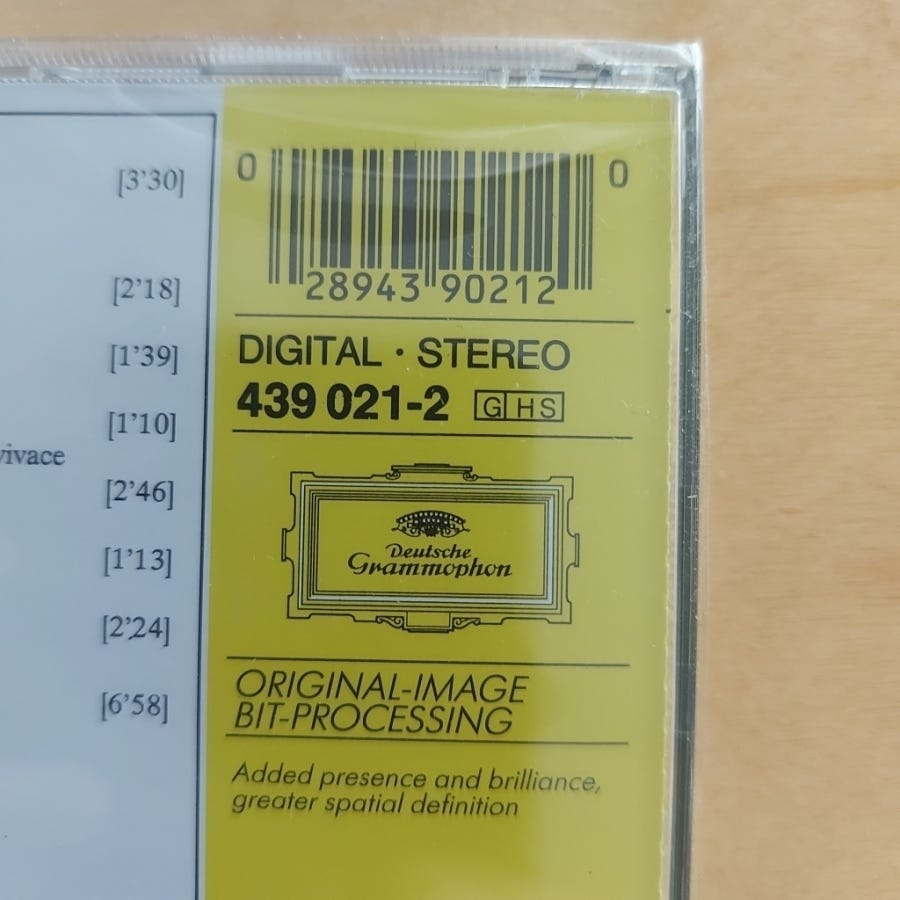 [3'30]
[2'18]
[1'39]
[1'10]
vivace
[2'46]
[1'13]
[2'24]
[6'58]
0 28943 90212 0
DIGITAL · STEREO
439 021-2 GHS
Deutsche
Grammophon
ORIGINAL-IMAGE
BIT-PROCESSING
Added presence and brilliance,
greater spatial definition